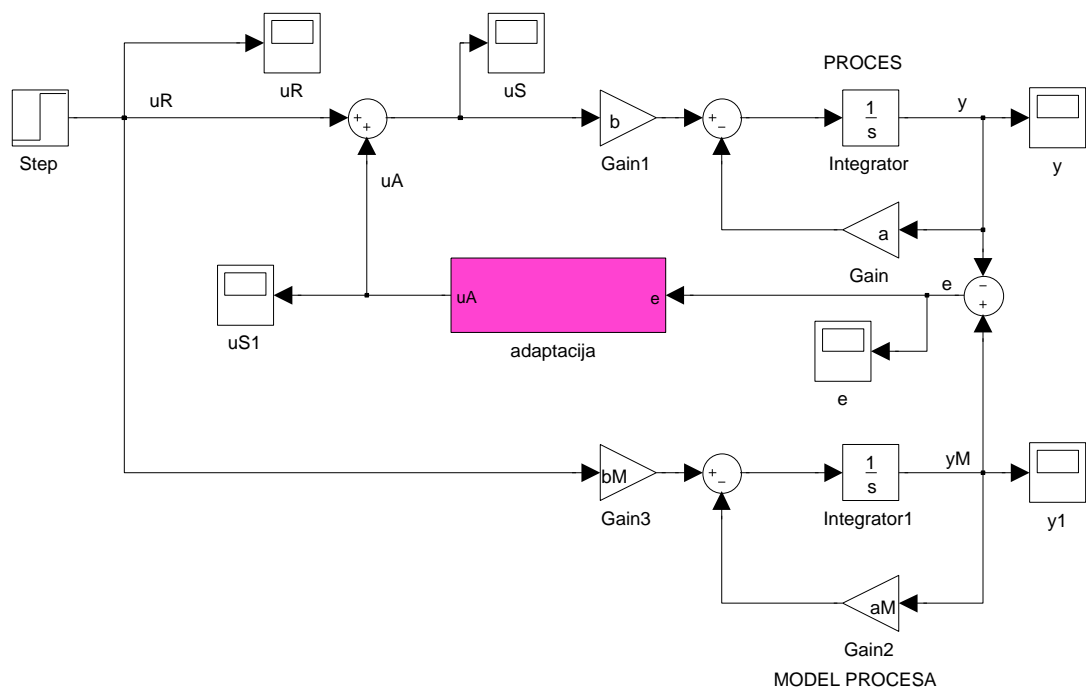 uR
uS
PROCES
uR
+
+
b
+
−
1
s
y
Step
Gain1
Integrator
y
uA
a
Gain
uA
e
e
−
+
uS1
adaptacija
e
bM
+
−
1
s
yM
Gain3
Integrator1
y1
aM
Gain2
MODEL PROCESA